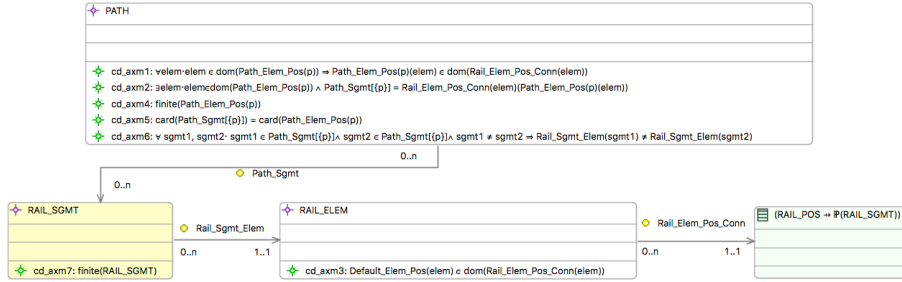 PATH
cd_axm1: ∀elem·elem ∈ dom(Path_Elem_Pos(p)) ⇒ Path_Elem_Pos(p)(elem) ∈ dom(Rail_Elem_Pos_Conn(elem))
cd_axm2: ∃elem·elem∈dom(Path_Elem_Pos(p)) ∧ Path_Sgmt[{p}] = Rail_Elem_Pos_Conn(elem)(Path_Elem_Pos(p)(elem))
cd_axm4: finite(Path_Elem_Pos(p))
cd_axm5: card(Path_Sgmt[{p}]) = card(Path_Elem_Pos(p))
cd_axm6: ∀ sgmt1, sgmt2· sgmt1 ∈ Path_Sgmt[{p}]∧ sgmt2 ∈ Path_Sgmt[{p}]∧ sgmt1 ≠ sgmt2 ⇒ Rail_Sgmt_Elem(sgmt1) ≠ Rail_Sgmt_Elem(sgmt2)
0..n
Path_Sgmt
0..n
RAIL_SGMT
cd_axm7: finite(RAIL_SGMT)
Rail_Sgmt_Elem
0..n 1..1
RAIL_ELEM
cd_axm3: Default_Elem_Pos(elem) ∈ dom(Rail_Elem_Pos_Conn(elem))
Rail_Elem_Pos_Conn
0..n 1..1
(RAIL_POS ⇸ ℙ(RAIL_SGMT))